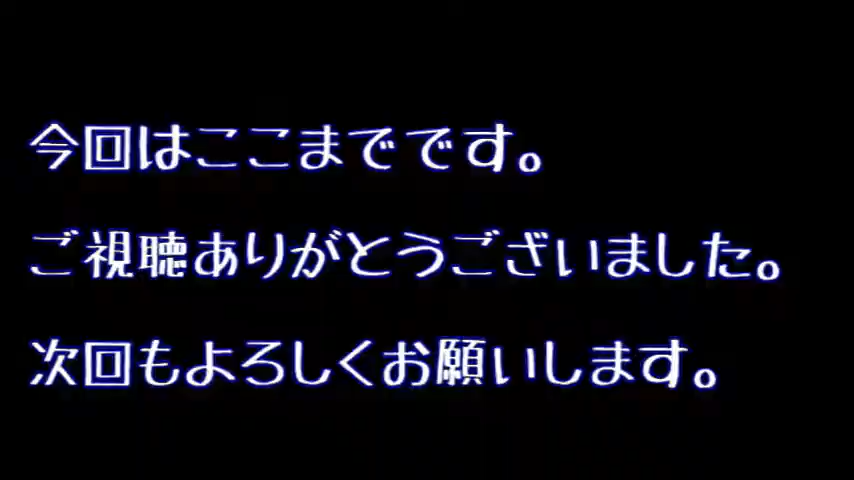 今回はここまでです。
ご視聴ありがとうございました。
次回もよろしくお願いします。